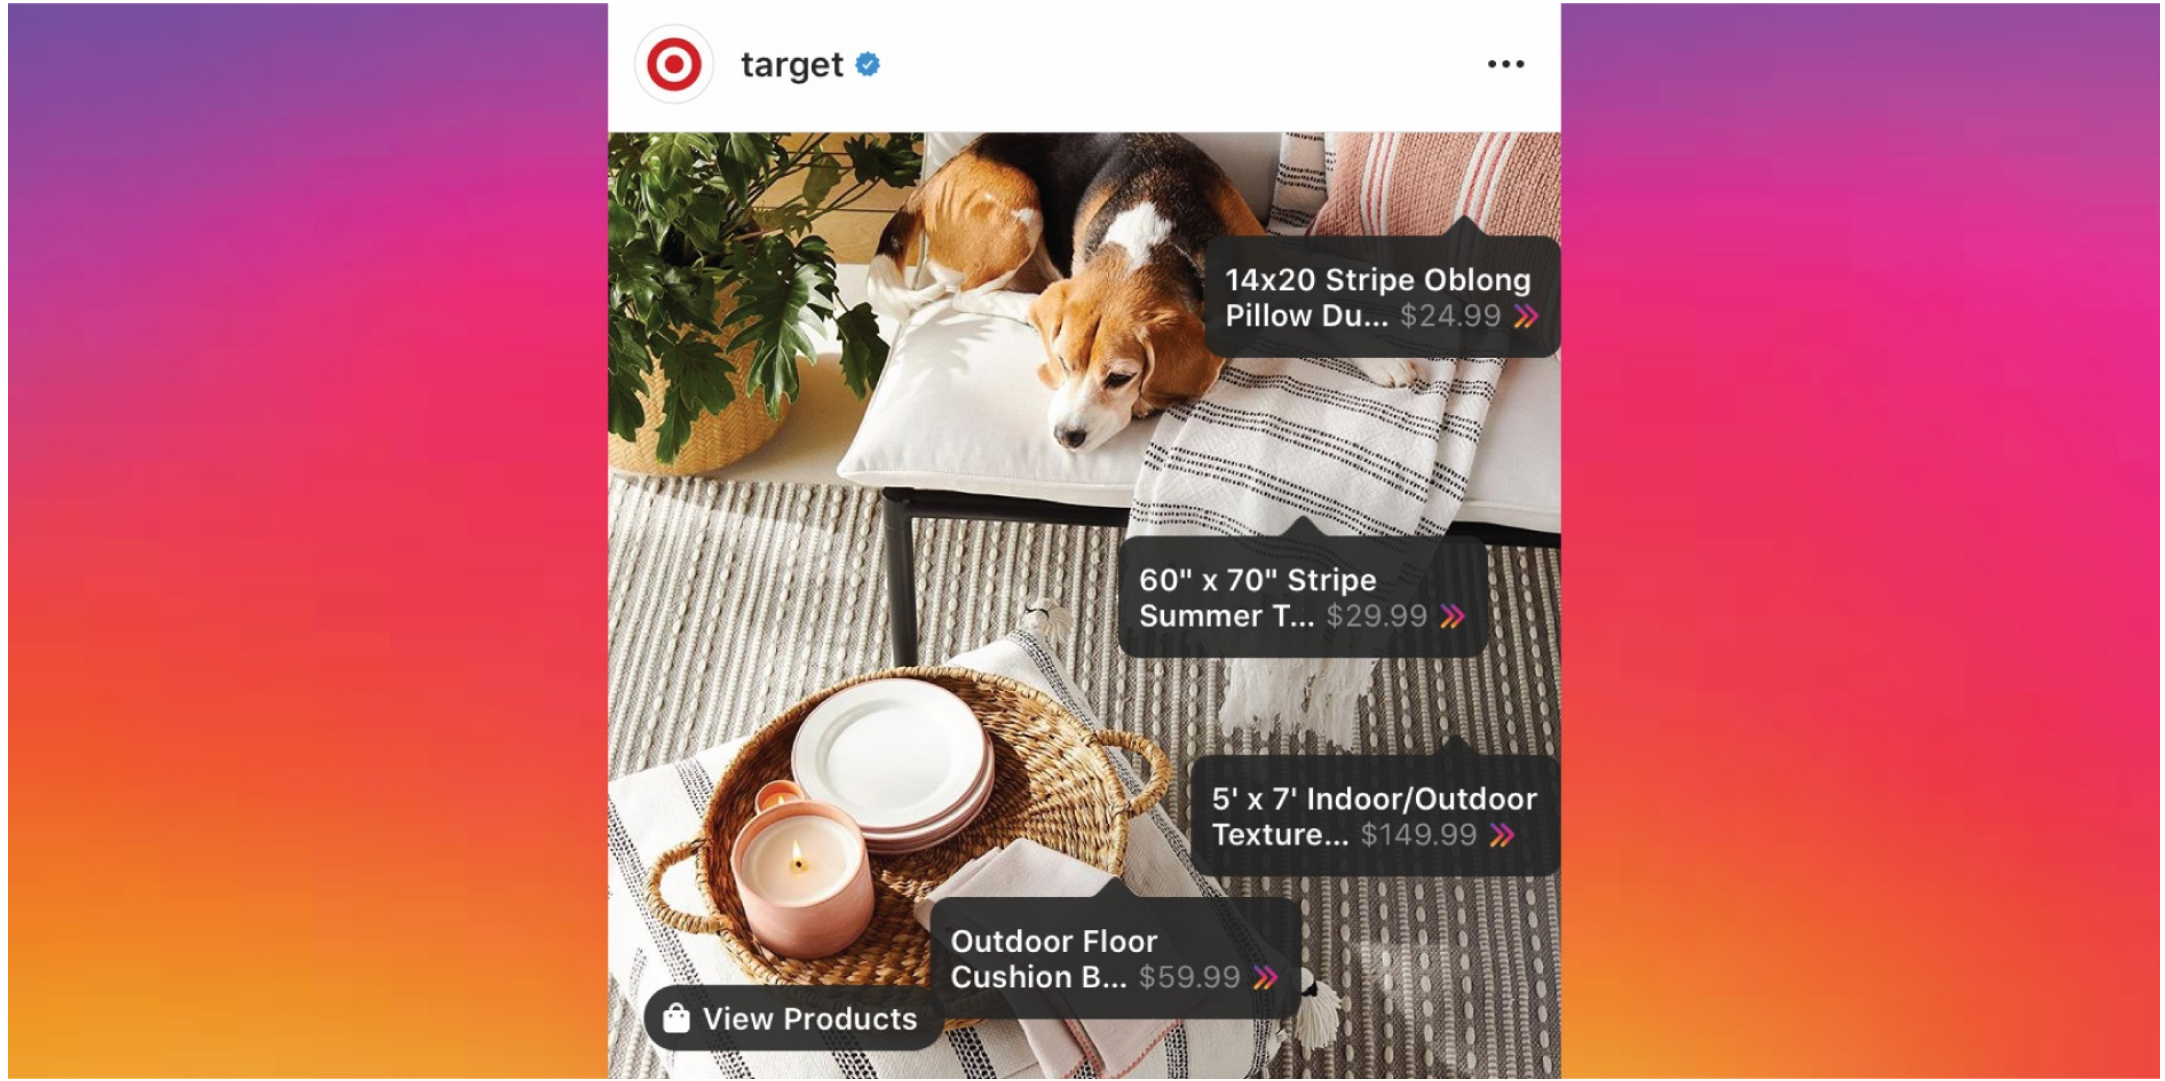 target
14x20 Stripe Oblong
Pillow Du... $24.99
60" x 70" Stripe
Summer T... $29.99
5' x 7' Indoor/Outdoor
Texture... $149.99
Outdoor Floor
Cushion B... $59.99
View Products